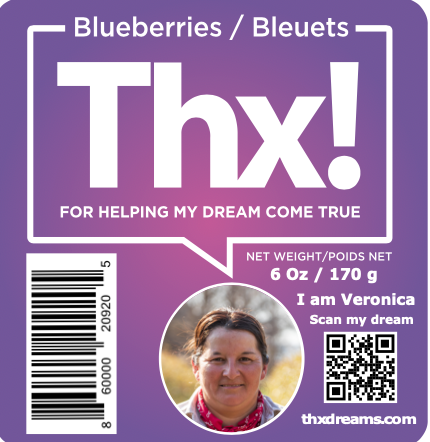 Blueberries / Bleuets
Thx!
FOR HELPING MY DREAM COME TRUE
NET WEIGHT/POIDS NET
6 Oz / 170 g
I am Veronica
Scan my dream
thxdreams.com
8 60000 20920 5